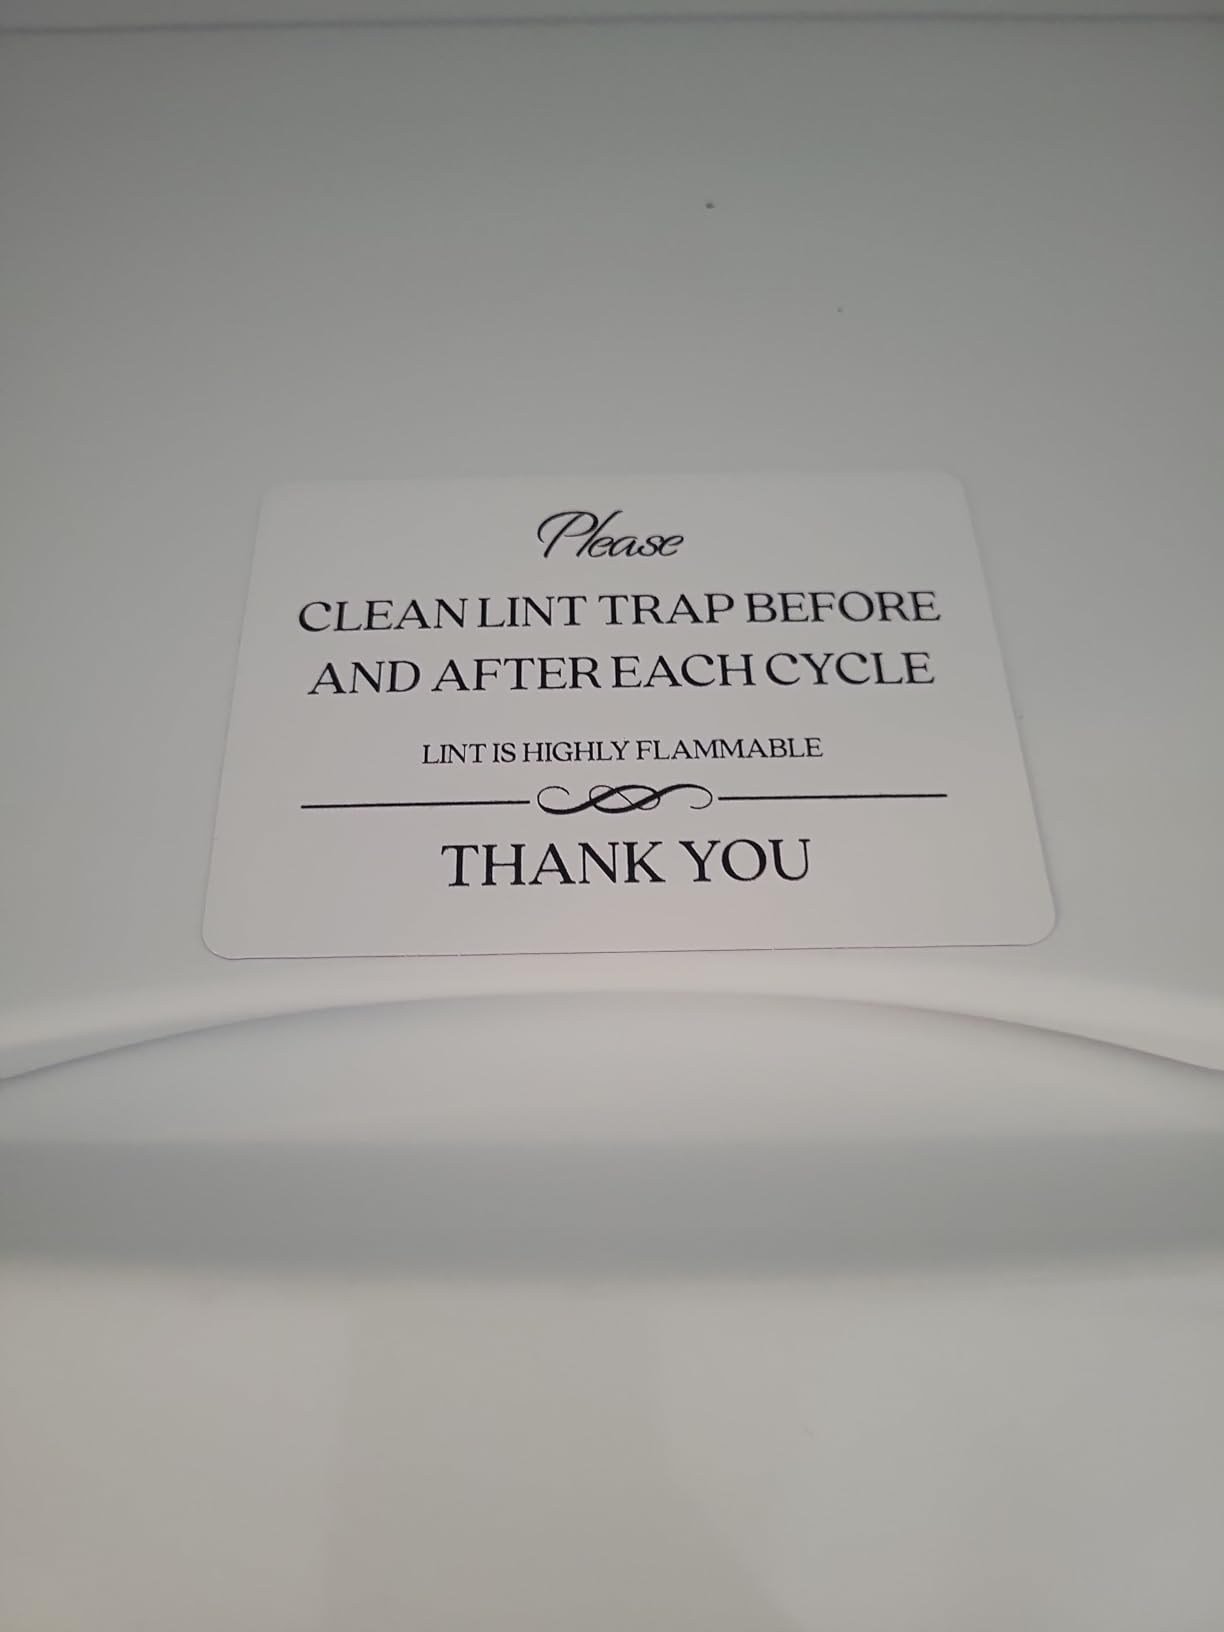 Please
CLEAN LINT TRAP BEFORE
AND AFTER EACH CYCLE
LINT IS HIGHLY FLAMMABLE
THANK YOU